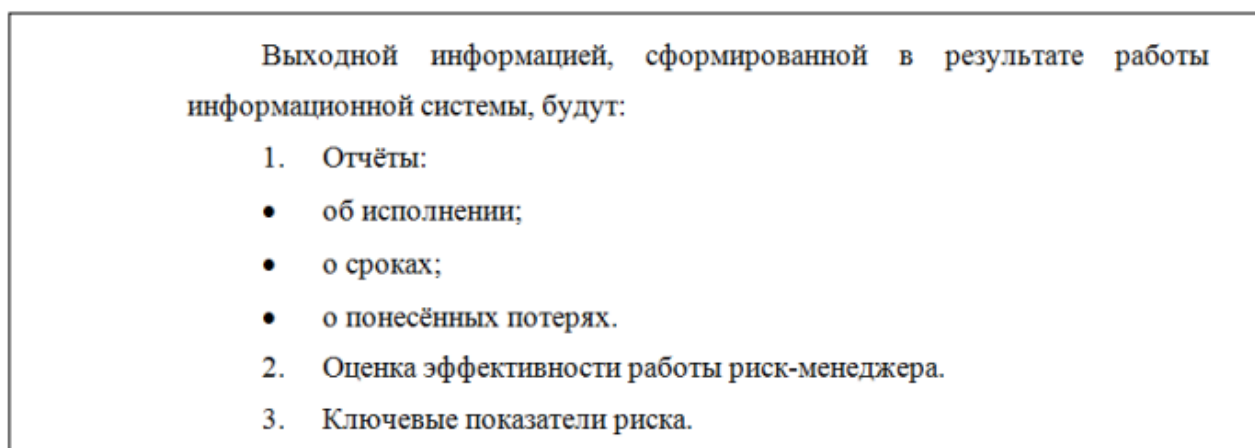 Выходной информацией, сформированной в результате работы
информационной системы, будут:
1. Отчёты:
• об исполнении;
• о сроках;
• о понесённых потерях.
2. Оценка эффективности работы риск-менеджера.
3. Ключевые показатели риска.